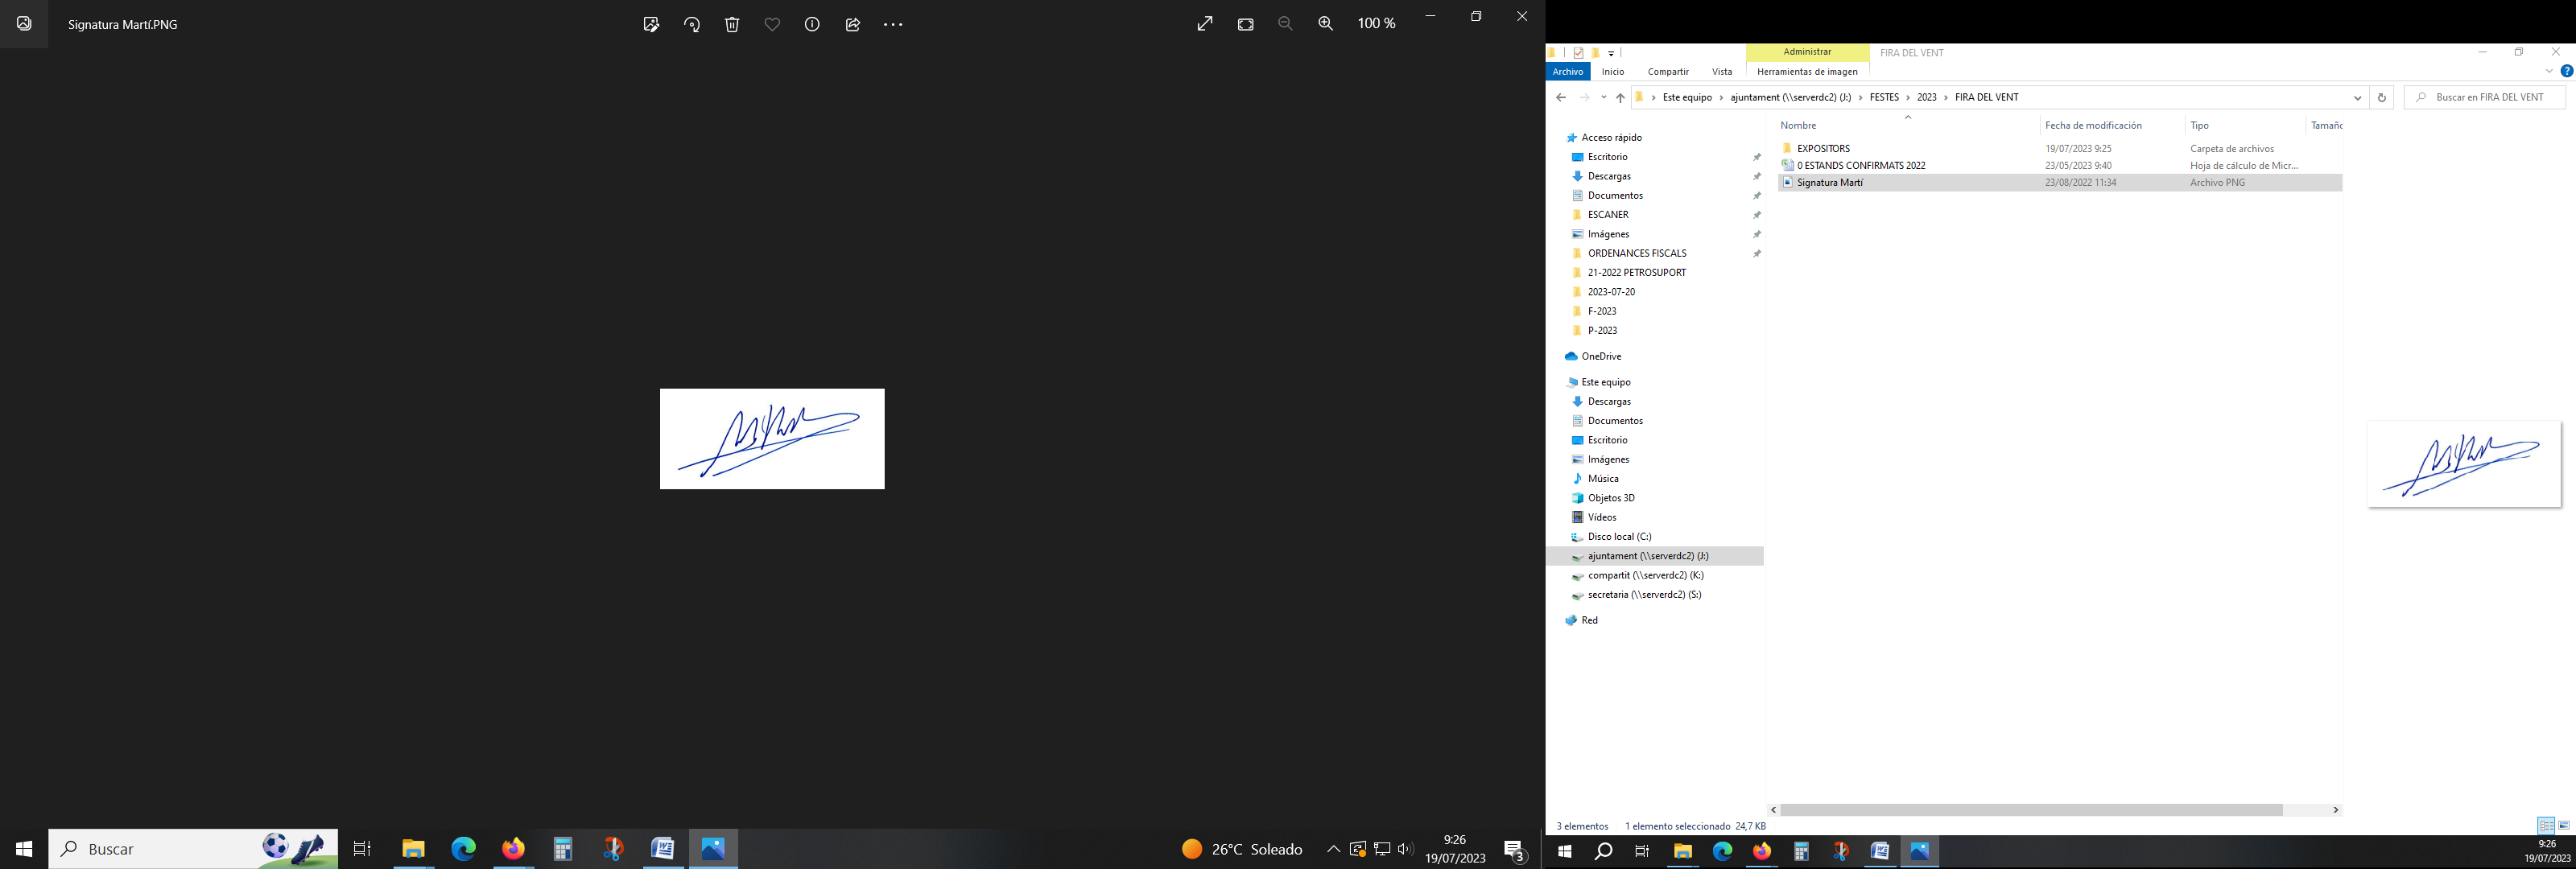 Signatura Martí.PNG
100 %
Administrar
FIRA DEL VENT
Archivo
Inicio
Compartir
Vista
Herramientas de imagen
Este equipo > ajuntament (\\serverdc2) (J:) > FESTES > 2023 > FIRA DEL VENT
Buscar en FIRA DEL VENT
Nombre
Fecha de modificación
Tipo
Tamaño
EXPOSITORS
19/07/2023 9:25
Carpeta de archivos
0 ESTANDS CONFIRMATS 2022
23/05/2023 9:40
Hoja de cálculo de Micr...
Signatura Martí
23/08/2022 11:34
Archivo PNG
Acceso rápido
Escritorio
Descargas
Documentos
ESCANER
Imágenes
ORDENANCES FISCALS
21-2022 PETROSUPORT
2023-07-20
F-2023
P-2023
OneDrive
Este equipo
Descargas
Documentos
Escritorio
Imágenes
Música
Objetos 3D
Vídeos
Disco local (C:)
ajuntament (\\serverdc2) (J:)
compartit (\\serverdc2) (K:)
secretaria (\\serverdc2) (S:)
Red
3 elementos
1 elemento seleccionado 24,7 KB
Buscar
26°C Soleado
9:26
19/07/2023
3
9:26
19/07/2023